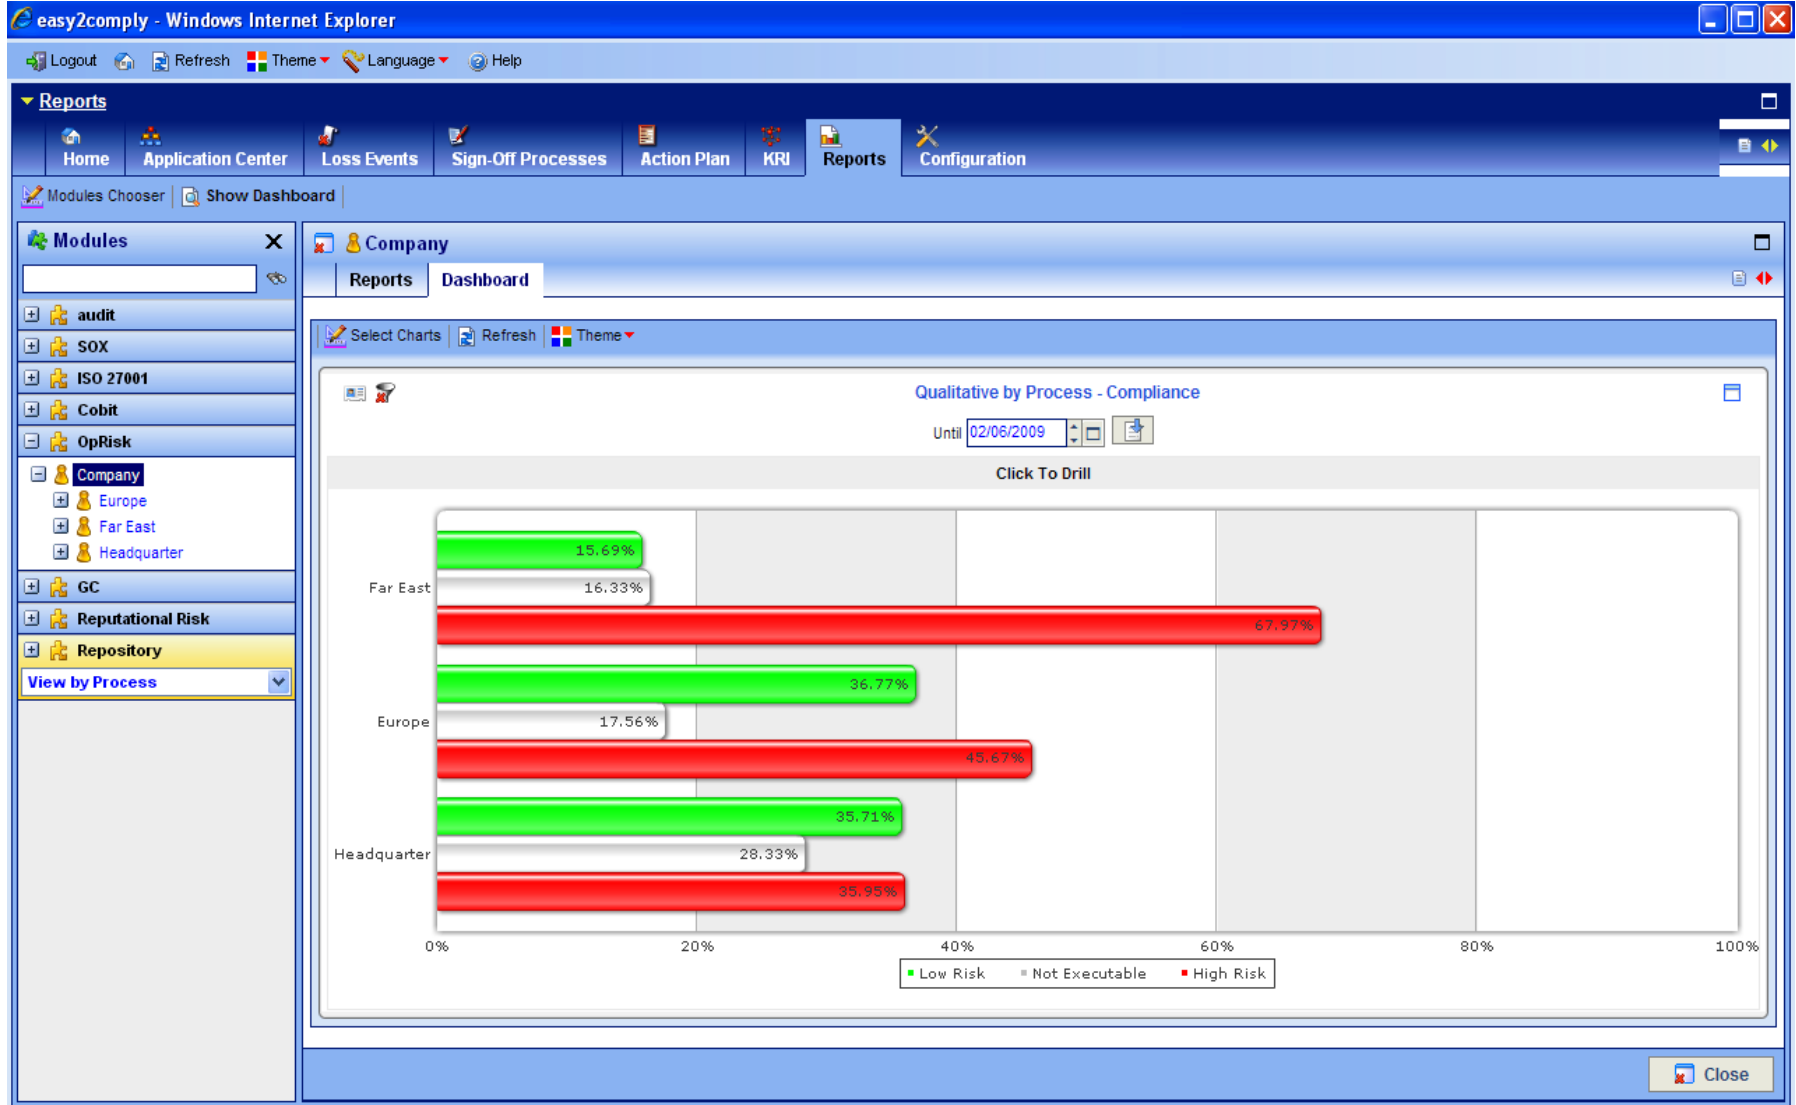 easy2comply - Windows Internet Explorer
Logout Refresh Theme Language Help
Reports
Home Application Center Loss Events Sign-Off Processes Action Plan KRI Reports Configuration
Modules Chooser Show Dashboard
Modules
audit
SOX
ISO 27001
Cobit
OpRisk
Company
Europe
Far East
Headquarter
GC
Reputational Risk
Repository
View by Process
Company
Reports Dashboard
Select Charts Refresh Theme
Qualitative by Process - Compliance
Until 02/06/2009
Click To Drill
15.69%
Far East 16.33%
67.97%
36.77%
Europe 17.56%
45.67%
35.71%
Headquarter 28.33%
35.95%
0% 20% 40% 60% 80% 100%
Low Risk Not Executable High Risk
Close